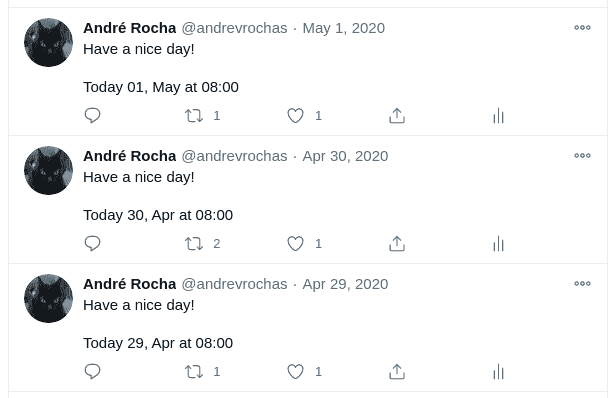 André Rocha @andrevrochas · May 1, 2020
Have a nice day!
Today 01, May at 08:00
1 1
André Rocha @andrevrochas · Apr 30, 2020
Have a nice day!
Today 30, Apr at 08:00
2 1
André Rocha @andrevrochas · Apr 29, 2020
Have a nice day!
Today 29, Apr at 08:00
1 1